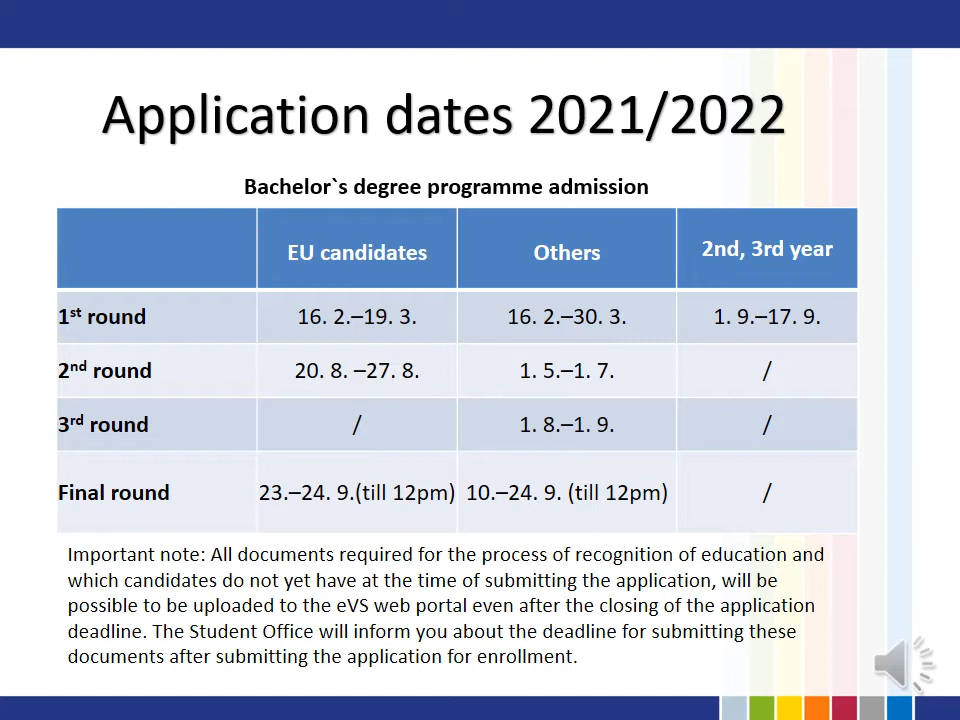 Application dates 2021/2022
Bachelor`s degree programme admission
EU candidates Others 2nd, 3rd year
1st round 16. 2.–19. 3. 16. 2.–30. 3. 1. 9.–17. 9.
2nd round 20. 8. –27. 8. 1. 5.–1. 7. /
3rd round / 1. 8.–1. 9. /
Final round 23.–24. 9.(till 12pm) 10.–24. 9. (till 12pm) /
Important note: All documents required for the process of recognition of education and
which candidates do not yet have at the time of submitting the application, will be
possible to be uploaded to the eVS web portal even after the closing of the application
deadline. The Student Office will inform you about the deadline for submitting these
documents after submitting the application for enrollment.